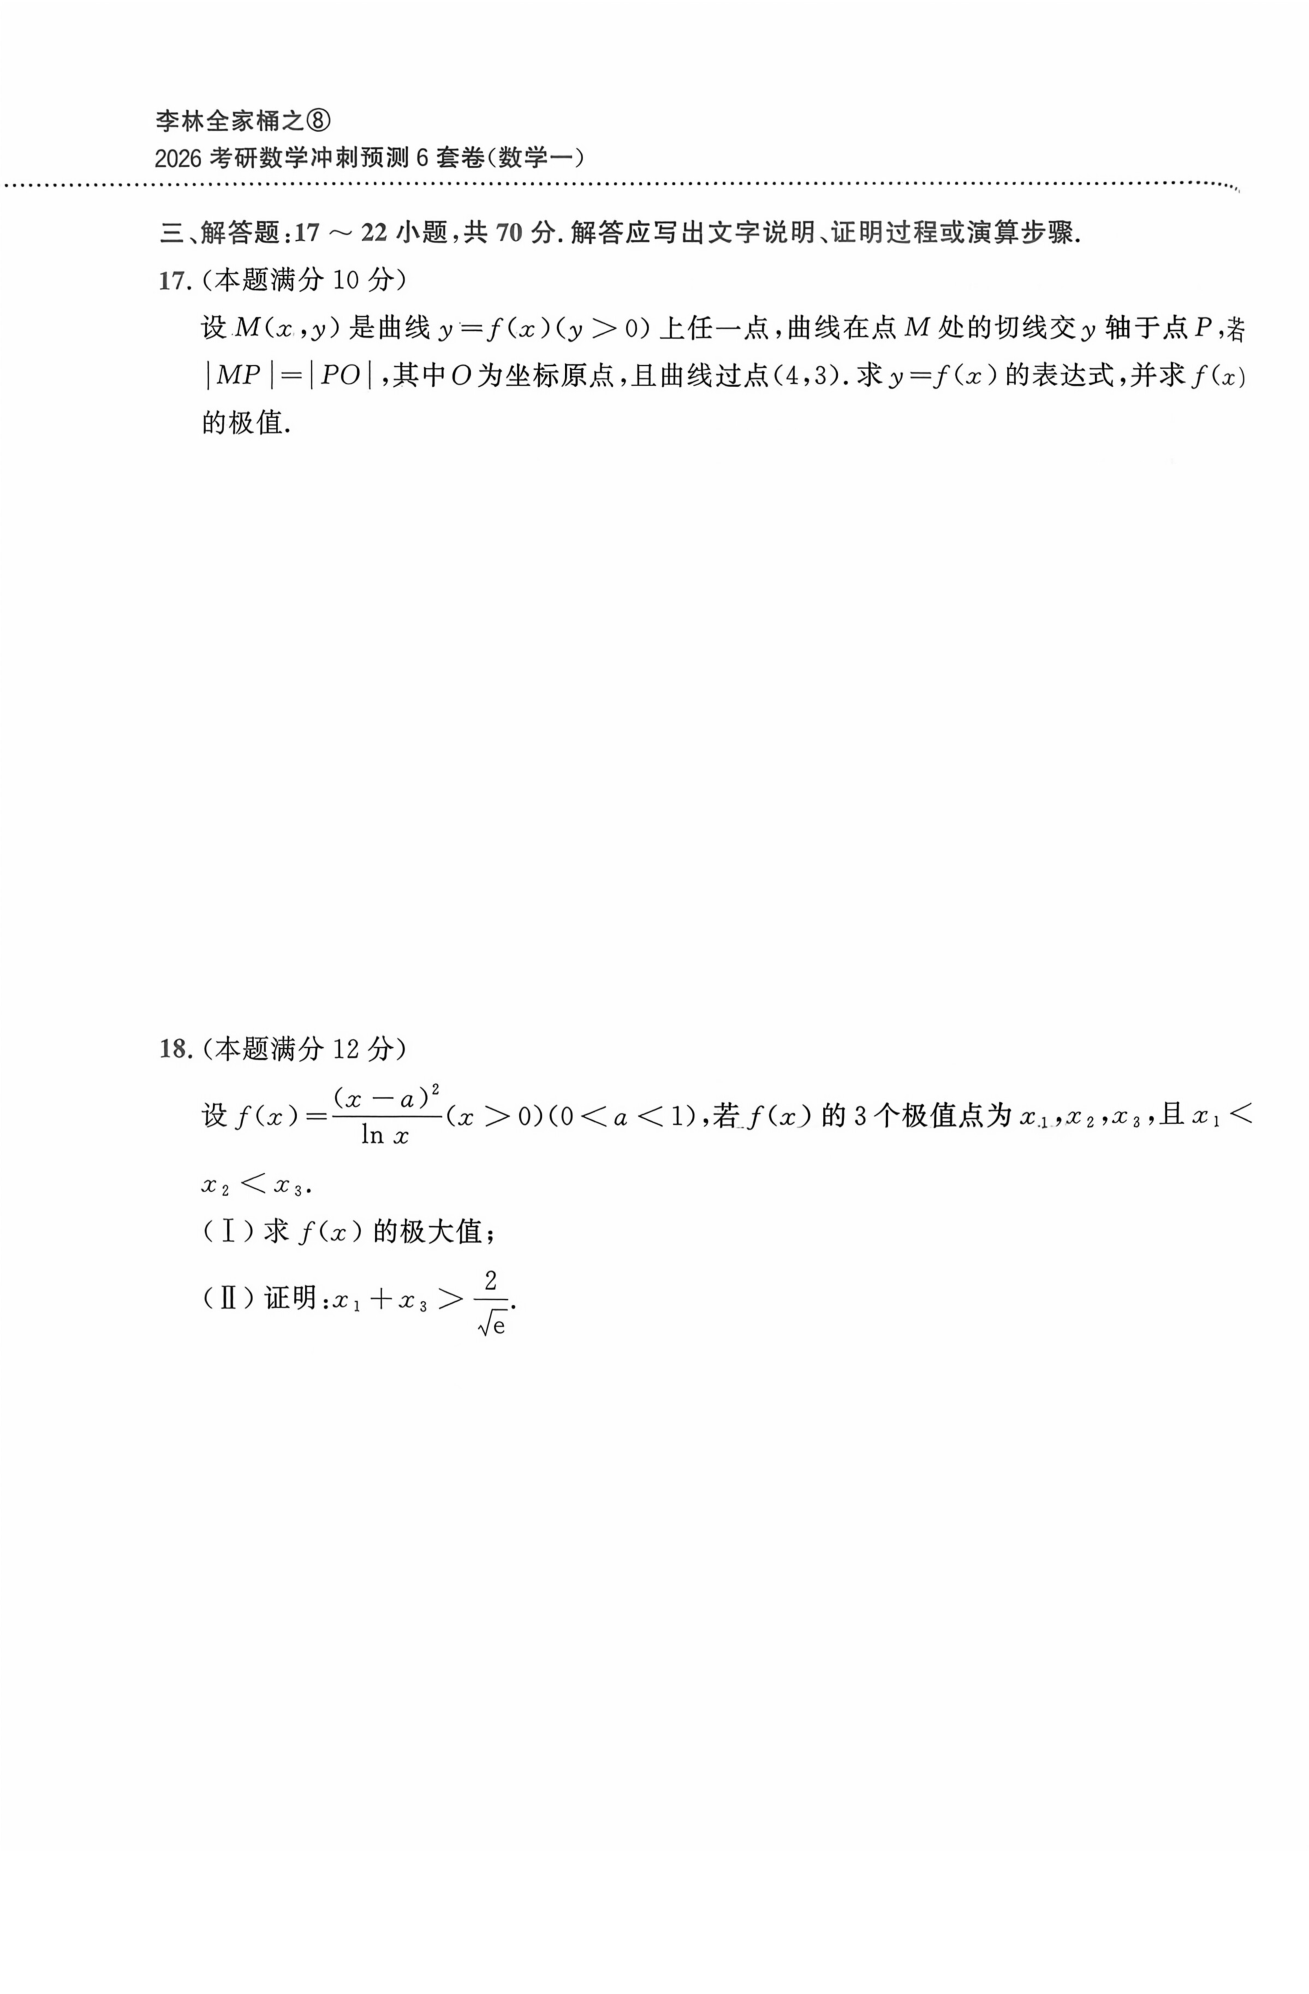 李林全家桶之⑧
2026 考研数学冲刺预测 6 套卷(数学一)
三、解答题:17 ～ 22 小题,共 70 分.解答应写出文字说明、证明过程或演算步骤.
17.(本题满分 10 分)
设 M(x,y) 是曲线 y=f(x)(y>0) 上任一点,曲线在点 M 处的切线交 y 轴于点 P,若
|MP|=|PO|,其中 O 为坐标原点,且曲线过点(4,3).求 y=f(x) 的表达式,并求 f(x)
的极值.
18.(本题满分 12 分)
设 f(x)=\frac{(x-a)^2}{\ln x}(x>0)(0<a<1),若 f(x) 的 3 个极值点为 x₁,x₂,x₃,且 x₁<
x₂<x₃.
(Ⅰ)求 f(x) 的极大值;
(Ⅱ)证明:x₁+x₃>\frac{2}{\sqrt{e}}.